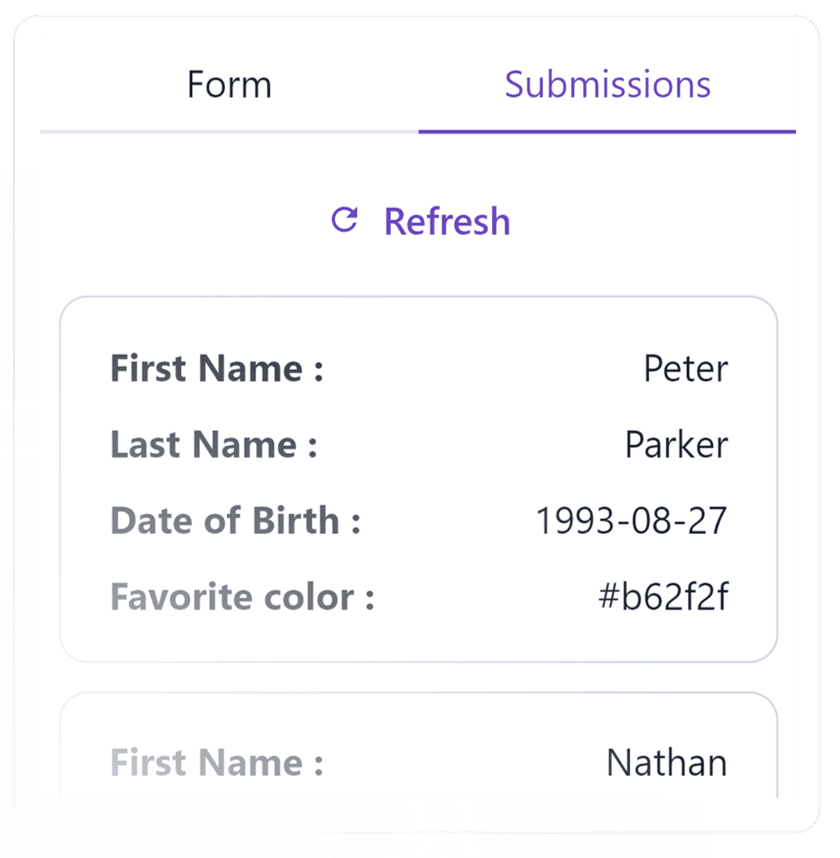 Form Submissions
Refresh
First Name : Peter
Last Name : Parker
Date of Birth : 1993-08-27
Favorite color : #b62f2f
First Name : Nathan